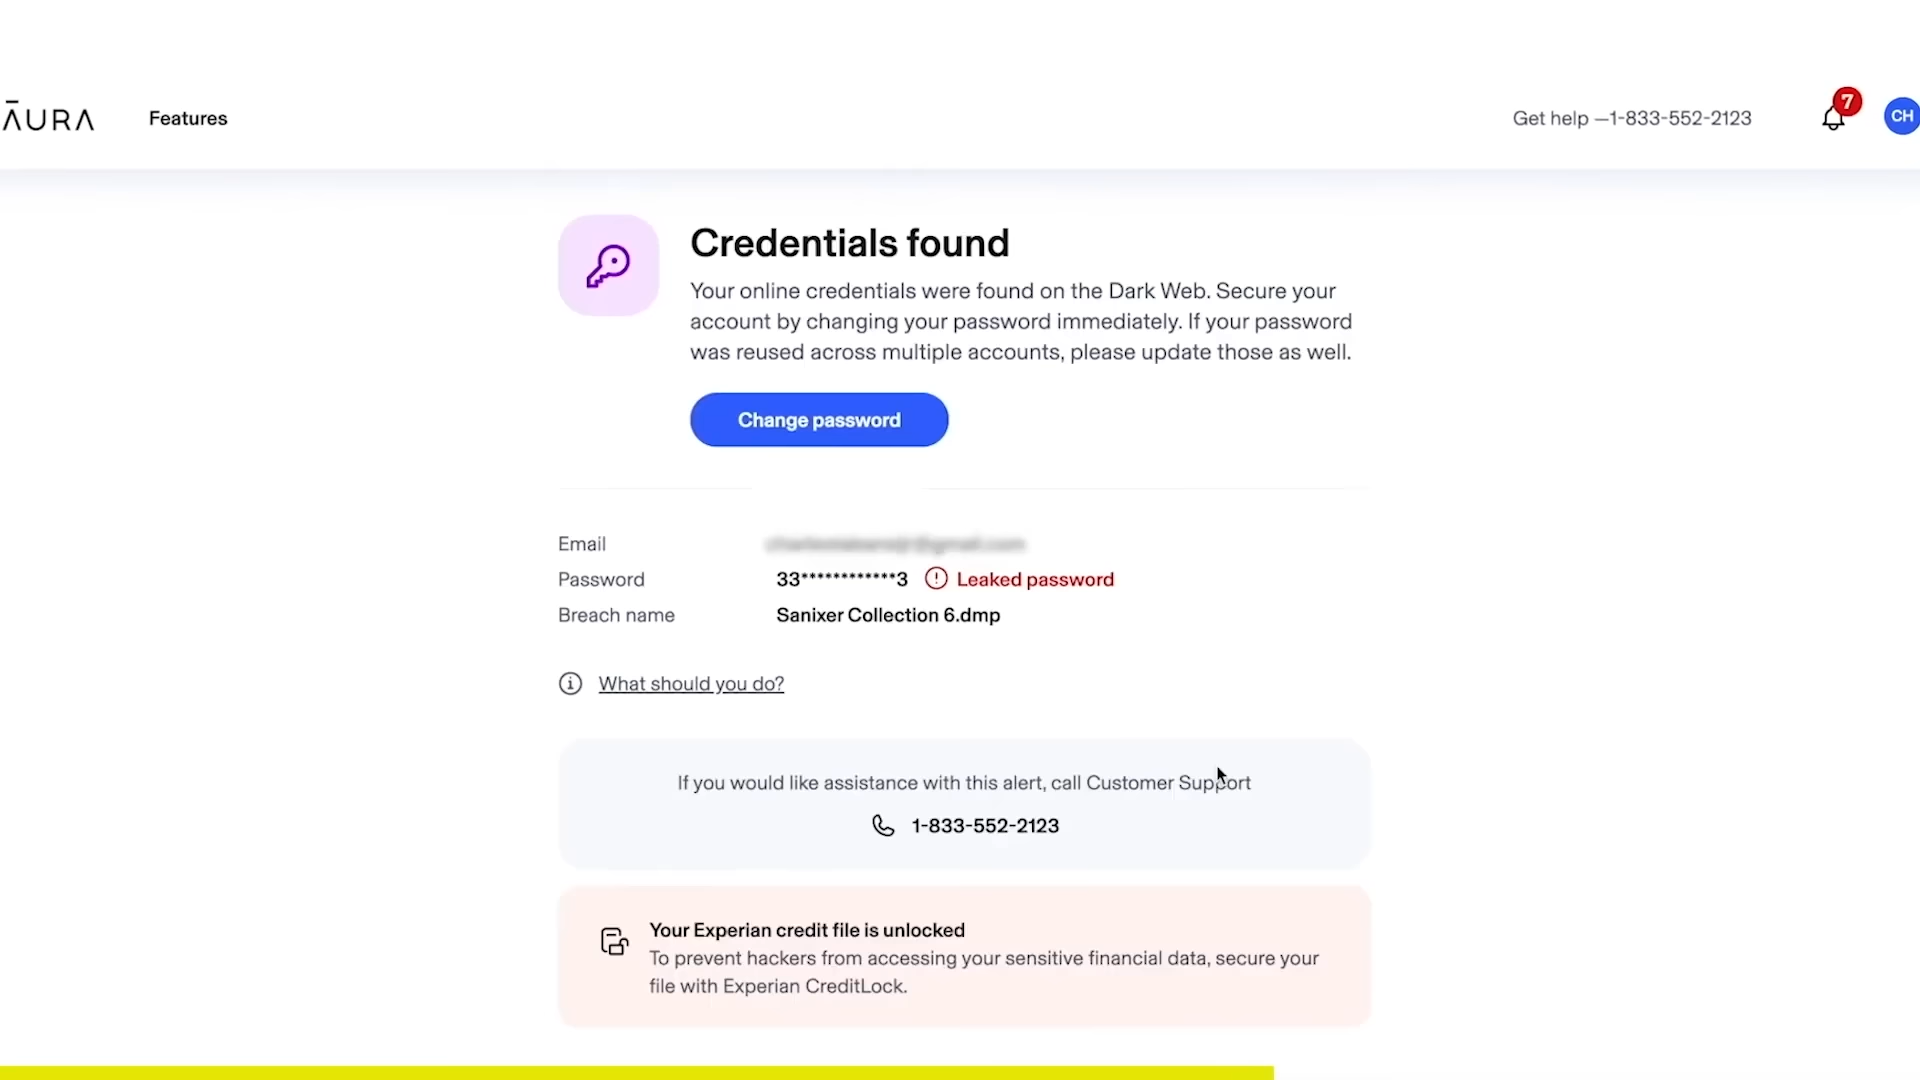 ĀURA
Features
Get help —1-833-552-2123
7
CH
Credentials found
Your online credentials were found on the Dark Web. Secure your
account by changing your password immediately. If your password
was reused across multiple accounts, please update those as well.
Change password
Email
Password 33************3 Leaked password
Breach name Sanixer Collection 6.dmp
What should you do?
If you would like assistance with this alert, call Customer Support
1-833-552-2123
Your Experian credit file is unlocked
To prevent hackers from accessing your sensitive financial data, secure your
file with Experian CreditLock.